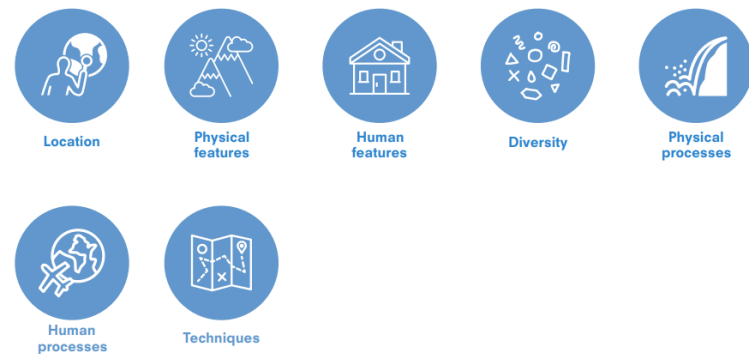 Location
Physical
features
Human
features
Diversity
Physical
processes
Human
processes
Techniques